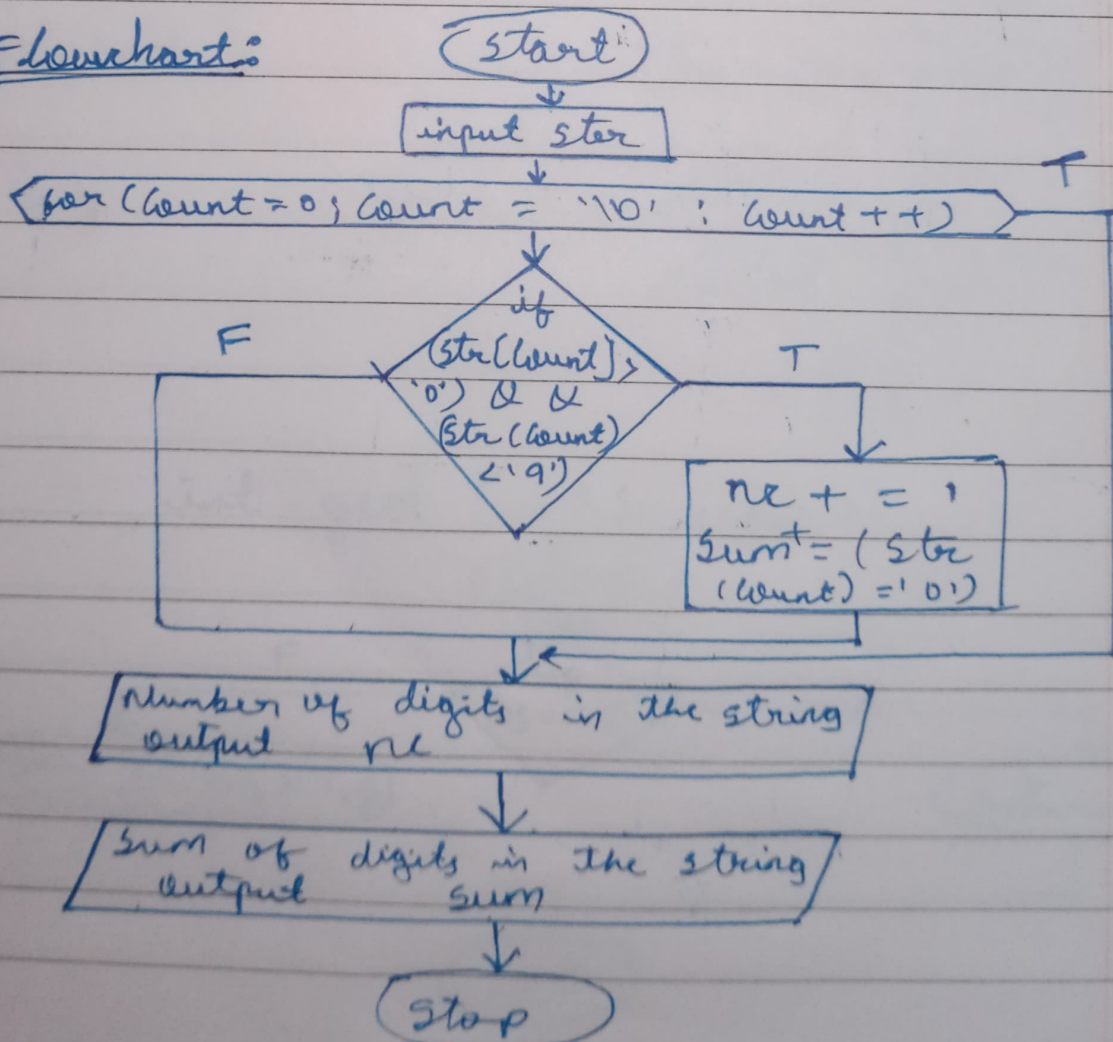 Flowchart:
Start
input str
for (Count = 0 ; Count = '\0' : Count + +)
T
if
(str[Count] >
'0') & &
(str (Count)
<'9')
F
T
nc + = 1
sum += (str
(Count) = '0')
Number of digits in the string
output nc
Sum of digits in the string
output sum
Stop